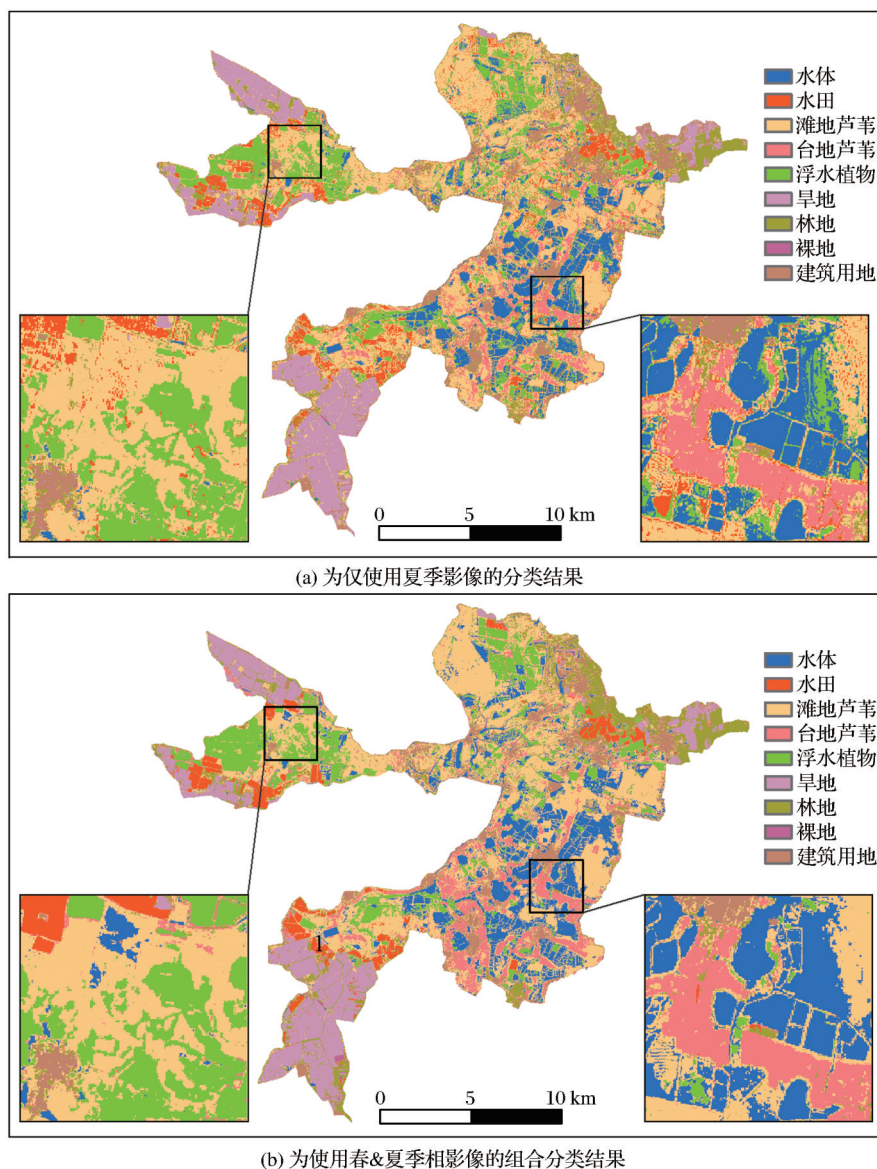 水体
水田
滩地芦苇
台地芦苇
浮水植物
旱地
林地
裸地
建筑用地
0 5 10 km
(a) 为仅使用夏季影像的分类结果
水体
水田
滩地芦苇
台地芦苇
浮水植物
旱地
林地
裸地
建筑用地
1
0 5 10 km
(b) 为使用春&夏季相影像的组合分类结果